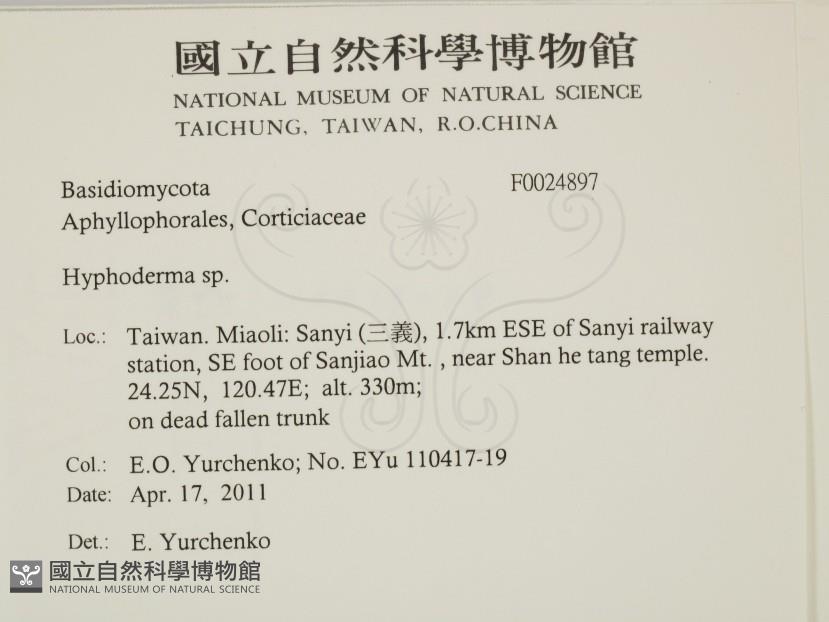 國立自然科學博物館
NATIONAL MUSEUM OF NATURAL SCIENCE
TAICHUNG, TAIWAN, R.O.CHINA
Basidiomycota F0024897
Aphyllophorales, Corticiaceae
Hyphoderma sp.
Loc.: Taiwan. Miaoli: Sanyi (三義), 1.7km ESE of Sanyi railway
station, SE foot of Sanjiao Mt. , near Shan he tang temple.
24.25N, 120.47E; alt. 330m;
on dead fallen trunk
Col.: E.O. Yurchenko; No. EYu 110417-19
Date: Apr. 17, 2011
Det.: E. Yurchenko
國立自然科學博物館
NATIONAL MUSEUM OF NATURAL SCIENCE